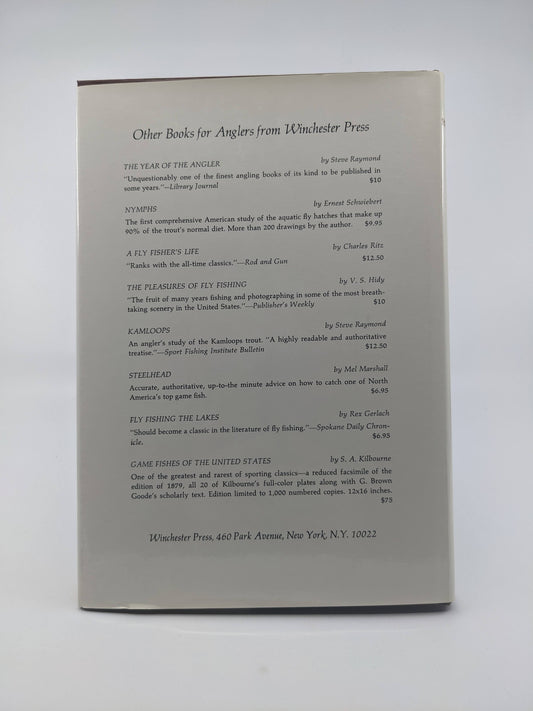 Other Books for Anglers from Winchester Press
THE YEAR OF THE ANGLER by Steve Raymond
"Unquestionably one of the finest angling books of its kind to be published in
some years."—Library Journal $10
NYMPHS by Ernest Schwiebert
The first comprehensive American study of the aquatic fly hatches that make up
90% of the trout's normal diet. More than 200 drawings by the author. $9.95
A FLY FISHER'S LIFE by Charles Ritz
"Ranks with the all-time classics."—Rod and Gun $12.50
THE PLEASURES OF FLY FISHING by V. S. Hidy
"The fruit of many years fishing and photographing in some of the most breath-
taking scenery in the United States."—Publisher's Weekly $10
KAMLOOPS by Steve Raymond
An angler's study of the Kamloops trout. "A highly readable and authoritative
treatise."—Sport Fishing Institute Bulletin $12.50
STEELHEAD by Mel Marshall
Accurate, authoritative, up-to-the minute advice on how to catch one of North
America's top game fish. $6.95
FLY FISHING THE LAKES by Rex Gerlach
"Should become a classic in the literature of fly fishing."—Spokane Daily Chron-
icle. $6.95
GAME FISHES OF THE UNITED STATES by S. A. Kilbourne
One of the greatest and rarest of sporting classics—a reduced facsimile of the
edition of 1879, all 20 of Kilbourne's full-color plates along with G. Brown
Goode's scholarly text. Edition limited to 1,000 numbered copies. 12x16 inches.
$75
Winchester Press, 460 Park Avenue, New York, N.Y. 10022